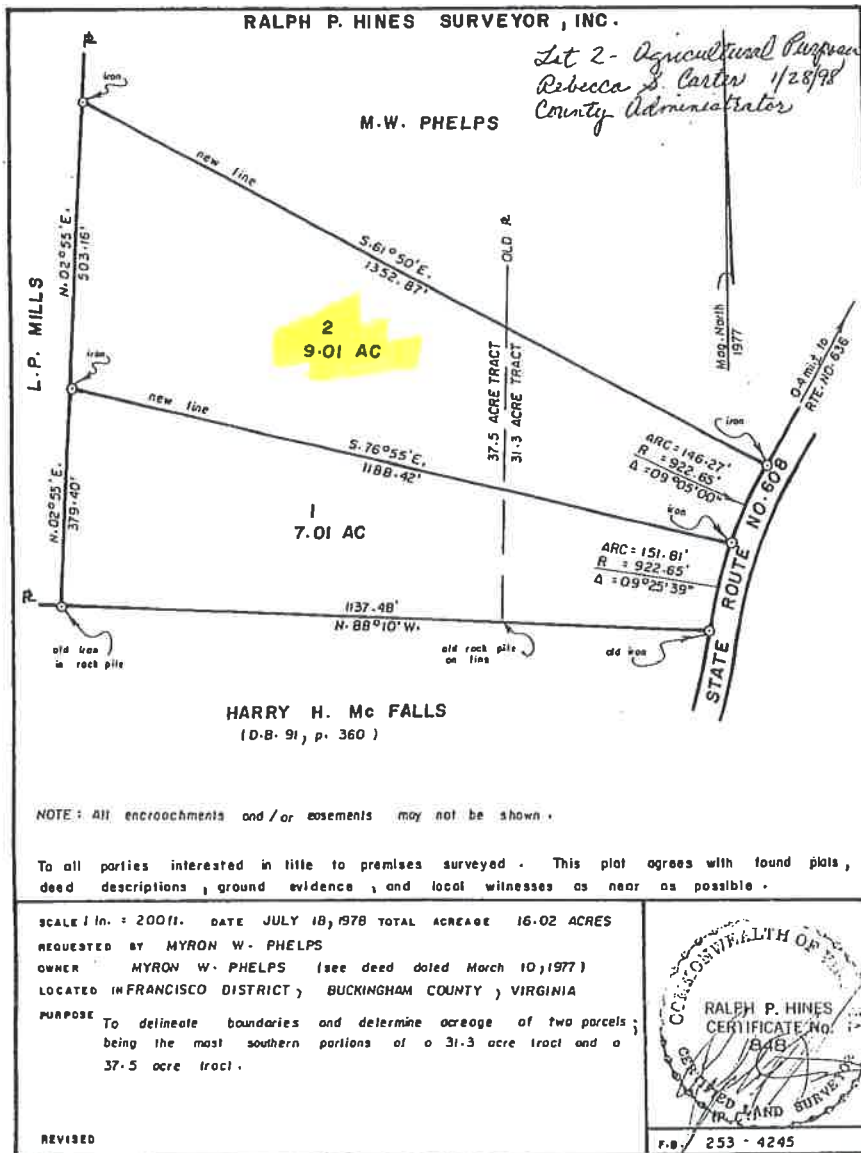 RALPH P. HINES SURVEYOR, INC.
Lot 2 - Agricultural Purposes
Rebecca S. Carter 1/28/98
County Administrator
M.W. PHELPS
℞
iron
new line
S.61°50'E.
1352.87'
OLD ℞
N.02°55'E.
503.16'
L.P. MILLS
2
9.01 AC
Mag. North
1977
0.4 mi.± to
RTE. NO. 636
37.5 ACRE TRACT
31.3 ACRE TRACT
iron
iron
new line
S.76°55'E.
1188.42'
ARC = 146.27'
R = 922.65'
Δ = 09°05'00"
N.02°55'E.
379.40'
1
7.01 AC
iron
ARC = 151.81'
R = 922.65'
Δ = 09°25'39"
STATE ROUTE NO. 608
℞
1137.48'
N.88°10'W.
old iron
in rock pile
old rock pile
on line
old iron
HARRY H. Mc FALLS
(D.B. 91, p. 360)
NOTE: All encroachments and/or easements may not be shown.
To all parties interested in title to premises surveyed. This plat agrees with found plats,
deed descriptions, ground evidence, and local witnesses as near as possible.
SCALE 1 in. = 200 ft. DATE JULY 18, 1978 TOTAL ACREAGE 16.02 ACRES
REQUESTED BY MYRON W. PHELPS
OWNER MYRON W. PHELPS (see deed dated March 10, 1977)
LOCATED IN FRANCISCO DISTRICT, BUCKINGHAM COUNTY, VIRGINIA
PURPOSE To delineate boundaries and determine acreage of two parcels;
being the most southern portions of a 31.3 acre tract and a
37.5 acre tract.
REVISED
COMMONWEALTH OF
RALPH P. HINES
CERTIFICATE No.
848
CERTIFIED LAND SURVEYOR
F.B. 253 - 4245